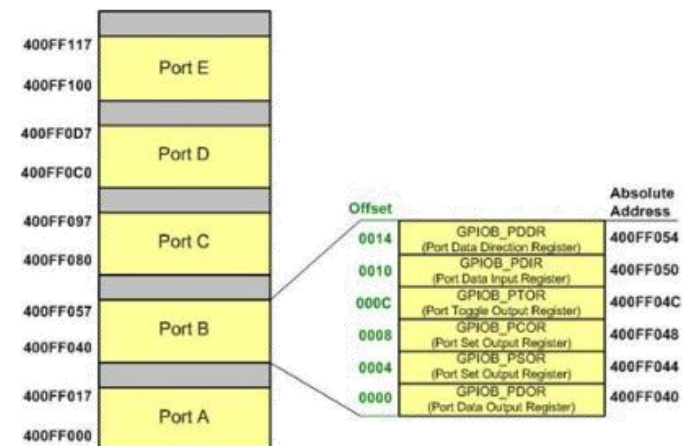 400FF117
Port E
400FF100
400FF0D7
Port D
400FF0C0
400FF097
Port C
400FF080
400FF057
Port B
400FF040
400FF017
Port A
400FF000
Offset
Absolute
Address
0014
GPIOB_PDDR
(Port Data Direction Register)
400FF054
0010
GPIOB_PDIR
(Port Data Input Register)
400FF050
000C
GPIOB_PTOR
(Port Toggle Output Register)
400FF04C
0008
GPIOB_PCOR
(Port Set Output Register)
400FF048
0004
GPIOB_PSOR
(Port Set Output Register)
400FF044
0000
GPIOB_PDOR
(Port Data Output Register)
400FF040